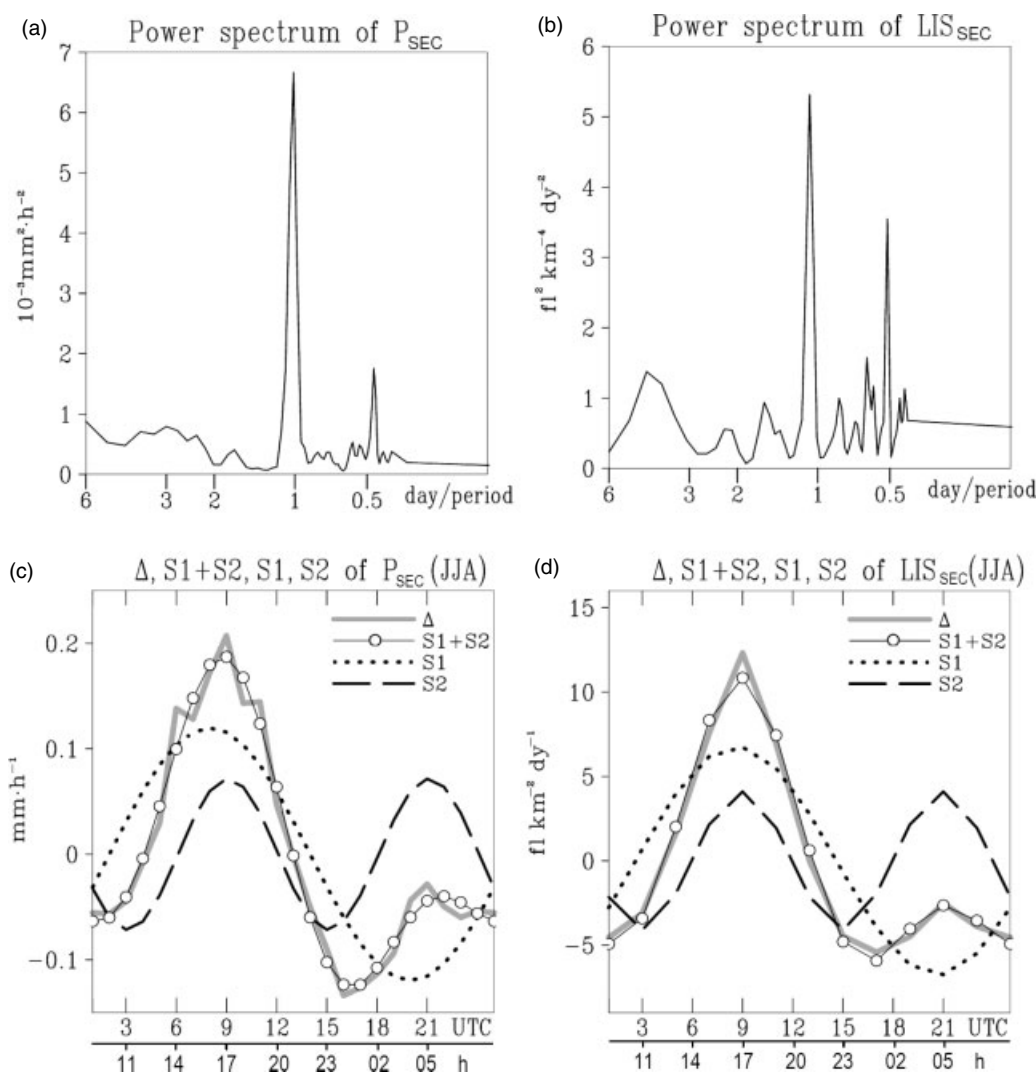 (a)
Power spectrum of P_SEC
7
6
5
4
3
2
1
0
10⁻³mm²·h⁻²
6 3 2 1 0.5 day/period
(b)
Power spectrum of LIS_SEC
6
5
4
3
2
1
0
fl² km⁻⁴ dy⁻²
6 3 2 1 0.5 day/period
(c)
Δ, S1+S2, S1, S2 of P_SEC (JJA)
Δ
S1+S2
S1
S2
0.2
0.1
0
−0.1
mm·h⁻¹
3 6 9 12 15 18 21 UTC
11 14 17 20 23 02 05 h
(d)
Δ, S1+S2, S1, S2 of LIS_SEC(JJA)
Δ
S1+S2
S1
S2
15
10
5
0
−5
fl km⁻² dy⁻¹
3 6 9 12 15 18 21 UTC
11 14 17 20 23 02 05 h